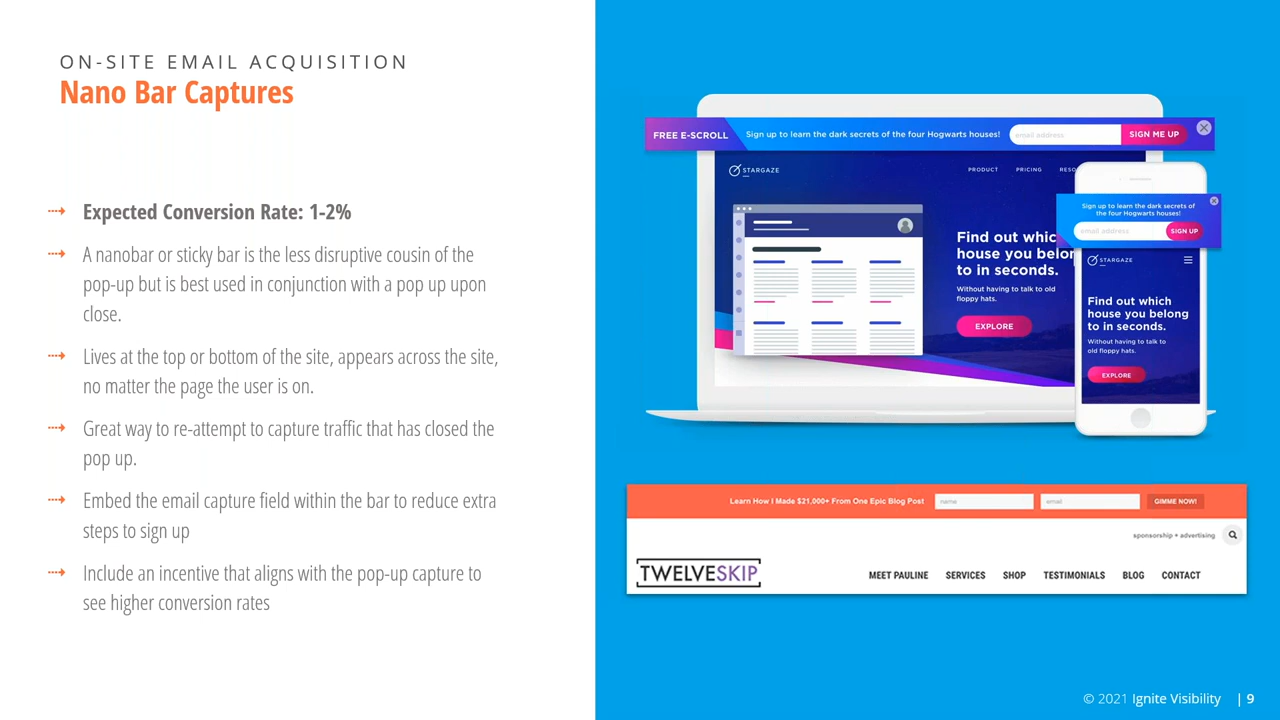 ON-SITE EMAIL ACQUISITION
Nano Bar Captures
Expected Conversion Rate: 1-2%
A nanobar or sticky bar is the less disruptive cousin of the
pop-up but is best used in conjunction with a pop up upon
close.
Lives at the top or bottom of the site, appears across the site,
no matter the page the user is on.
Great way to re-attempt to capture traffic that has closed the
pop up.
Embed the email capture field within the bar to reduce extra
steps to sign up
Include an incentive that aligns with the pop-up capture to
see higher conversion rates
FREE E-SCROLL Sign up to learn the dark secrets of the four Hogwarts houses! email address SIGN ME UP
STARGAZE PRODUCT PRICING RESO
Find out whic
house you belon
to in seconds.
Without having to talk to old
floppy hats.
EXPLORE
Sign up to learn the dark secrets of
the four Hogwarts houses!
email address SIGN UP
STARGAZE
Find out which
house you belong
to in seconds.
Without having to talk to
old floppy hats.
EXPLORE
Learn How I Made $21,000+ From One Epic Blog Post name email GIMME NOW!
sponsorship + advertising
TWELVESKIP MEET PAULINE SERVICES SHOP TESTIMONIALS BLOG CONTACT
© 2021 Ignite Visibility | 9